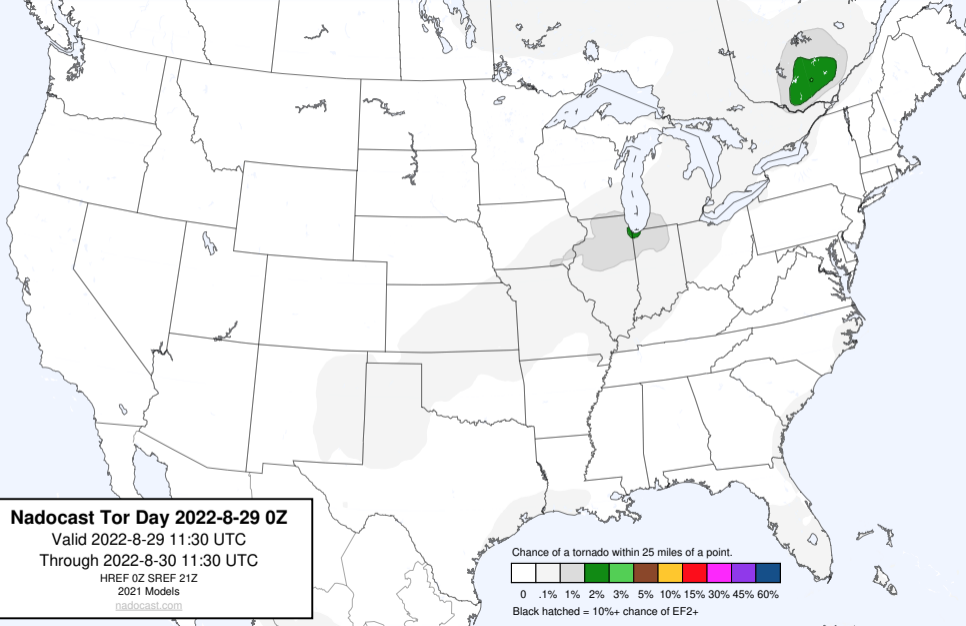 Nadocast Tor Day 2022-8-29 0Z
Valid 2022-8-29 11:30 UTC
Through 2022-8-30 11:30 UTC
HREF 0Z SREF 21Z
2021 Models
nadocast.com
Chance of a tornado within 25 miles of a point.
0 .1% 1% 2% 3% 5% 10% 15% 30% 45% 60%
Black hatched = 10%+ chance of EF2+